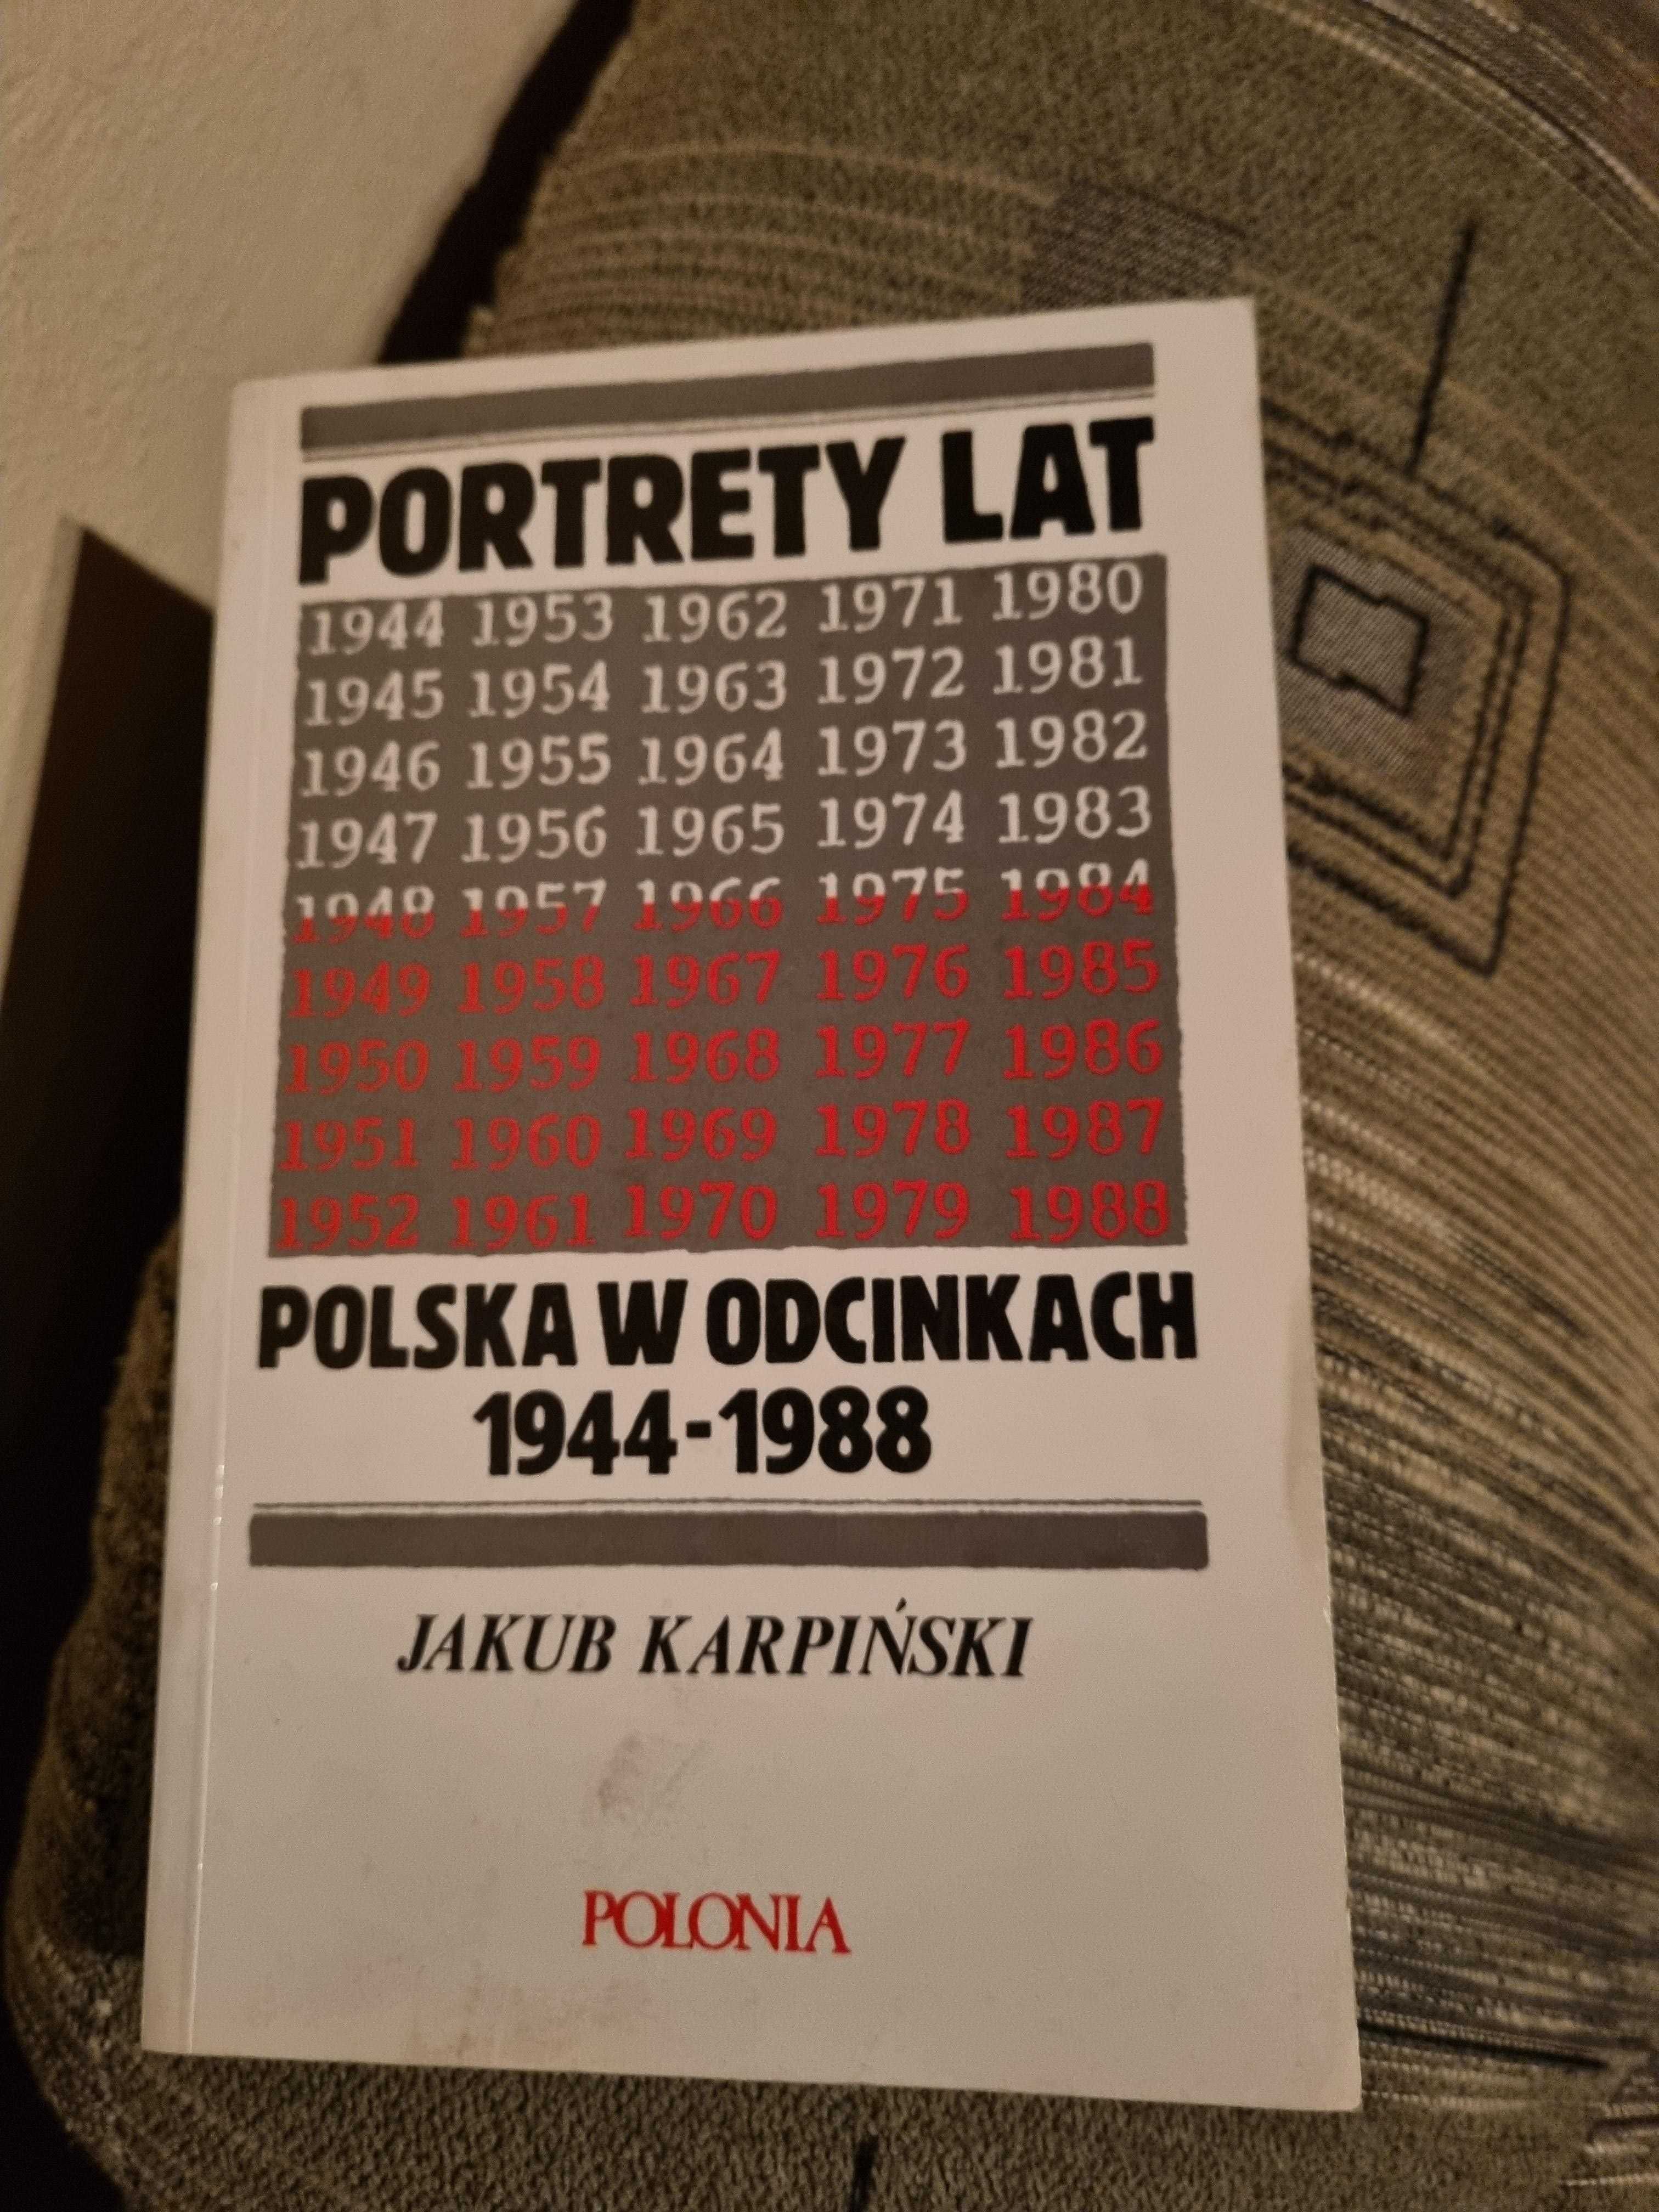 PORTRETY LAT
1944 1953 1962 1971 1980
1945 1954 1963 1972 1981
1946 1955 1964 1973 1982
1947 1956 1965 1974 1983
1948 1957 1966 1975 1984
1949 1958 1967 1976 1985
1950 1959 1968 1977 1986
1951 1960 1969 1978 1987
1952 1961 1970 1979 1988
POLSKA W ODCINKACH
1944-1988
JAKUB KARPIŃSKI
POLONIA